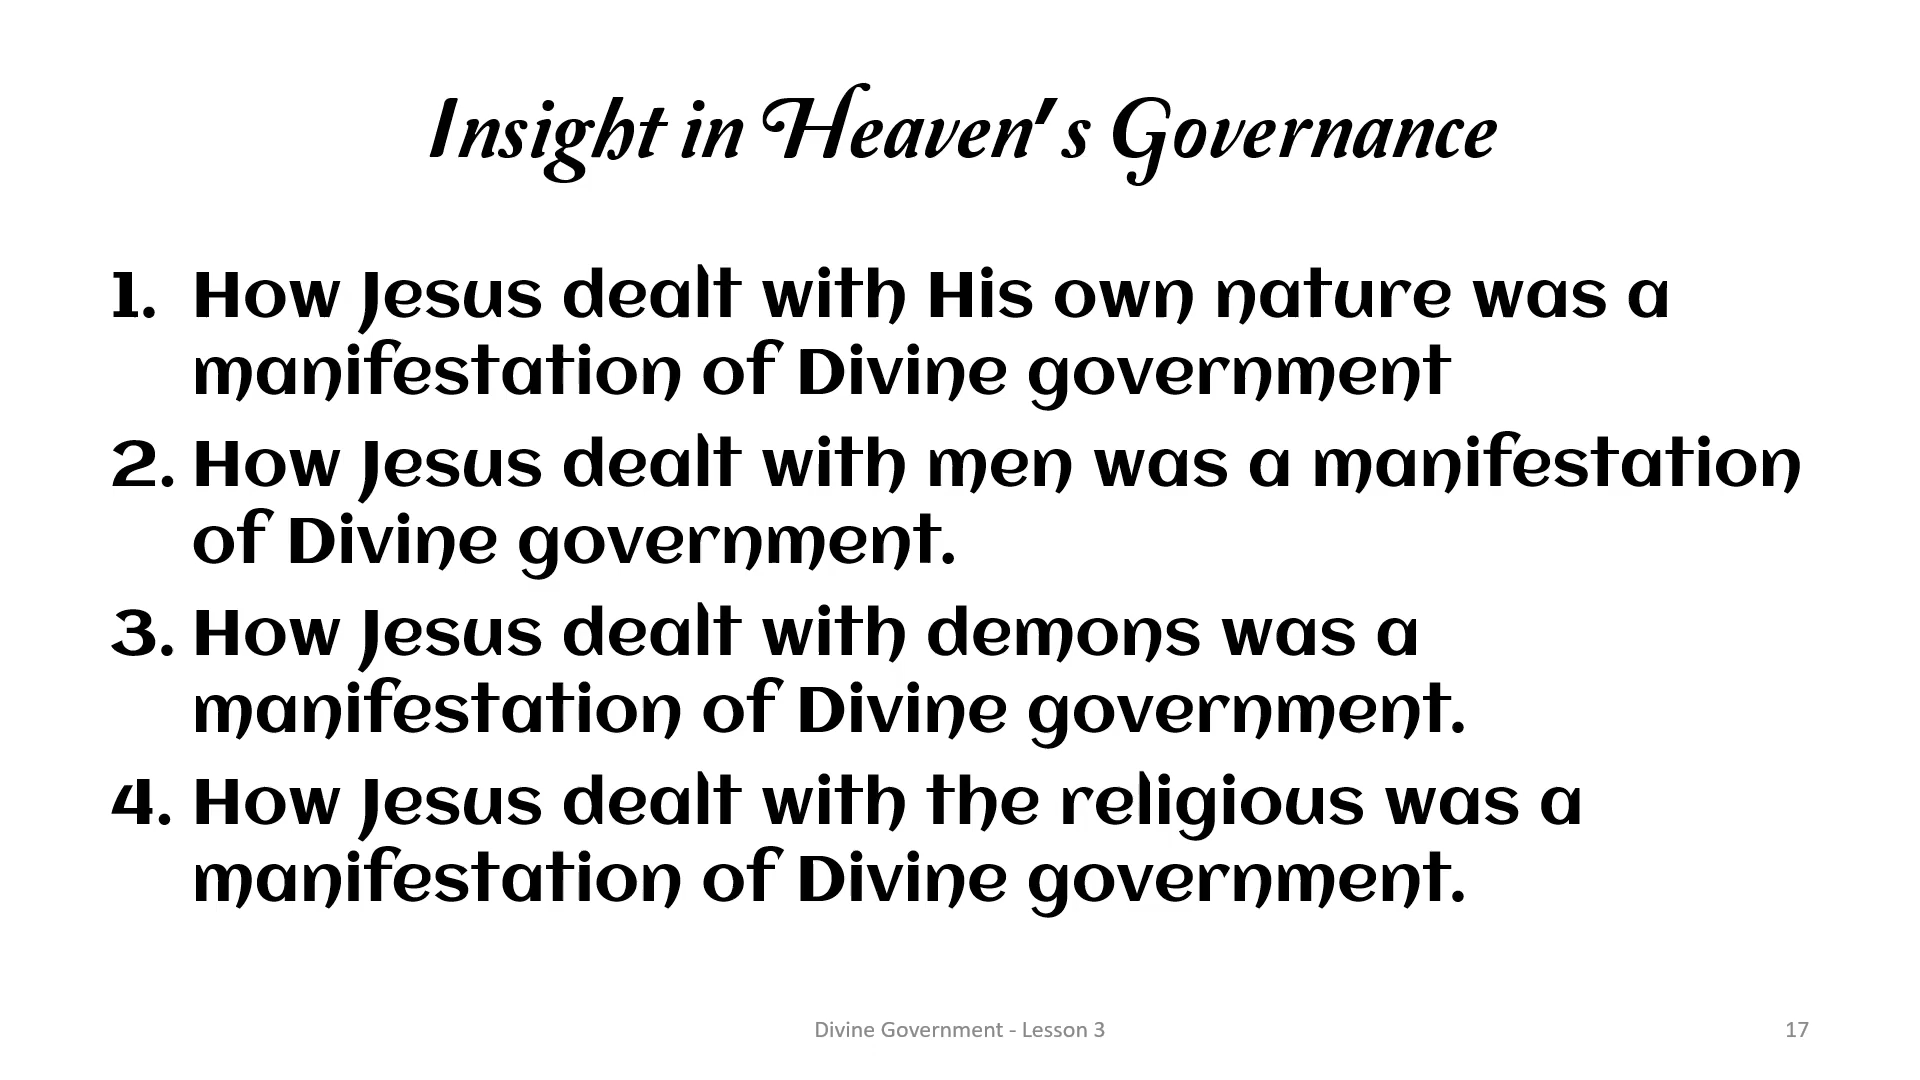 Insight in Heaven's Governance
1. How Jesus dealt with His own nature was a
manifestation of Divine government
2. How Jesus dealt with men was a manifestation
of Divine government.
3. How Jesus dealt with demons was a
manifestation of Divine government.
4. How Jesus dealt with the religious was a
manifestation of Divine government.
Divine Government - Lesson 3
17